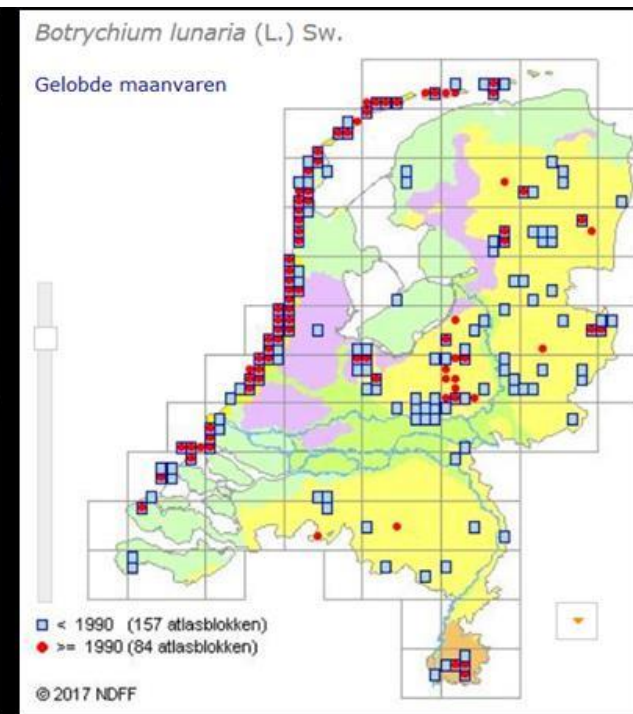 Botrychium lunaria (L.) Sw.
Gelobde maanvaren
< 1990 (157 atlasblokken)
>= 1990 (84 atlasblokken)
© 2017 NDFF